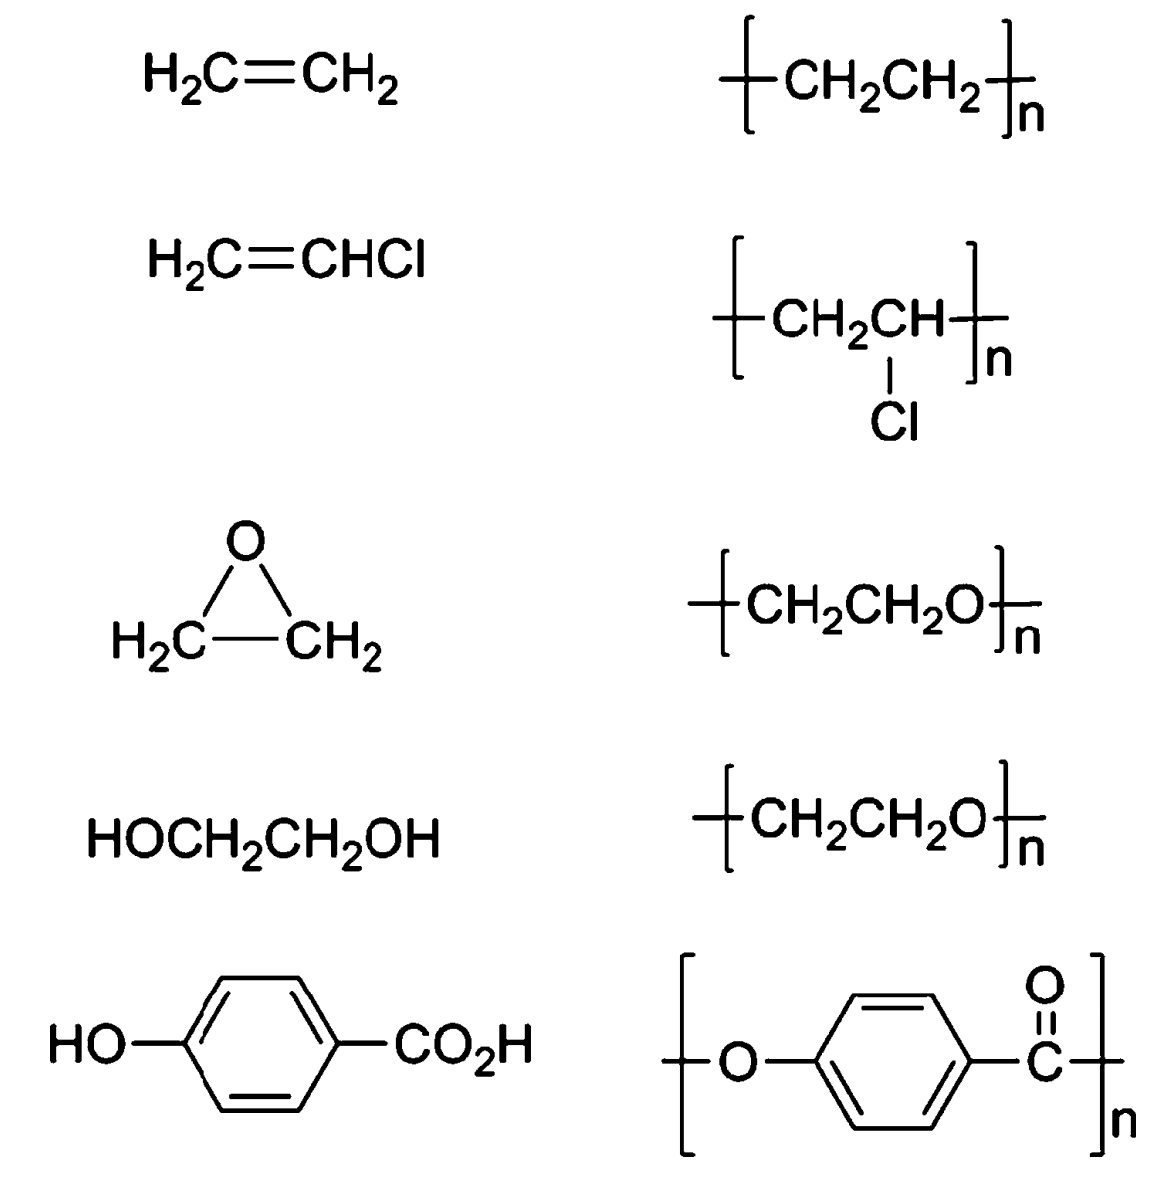 H₂C=CH₂
[CH₂CH₂]n
H₂C=CHCl
[CH₂CH]n
Cl
O
H₂C CH₂
[CH₂CH₂O]n
HOCH₂CH₂OH
[CH₂CH₂O]n
O
HO CO₂H
[O C]n